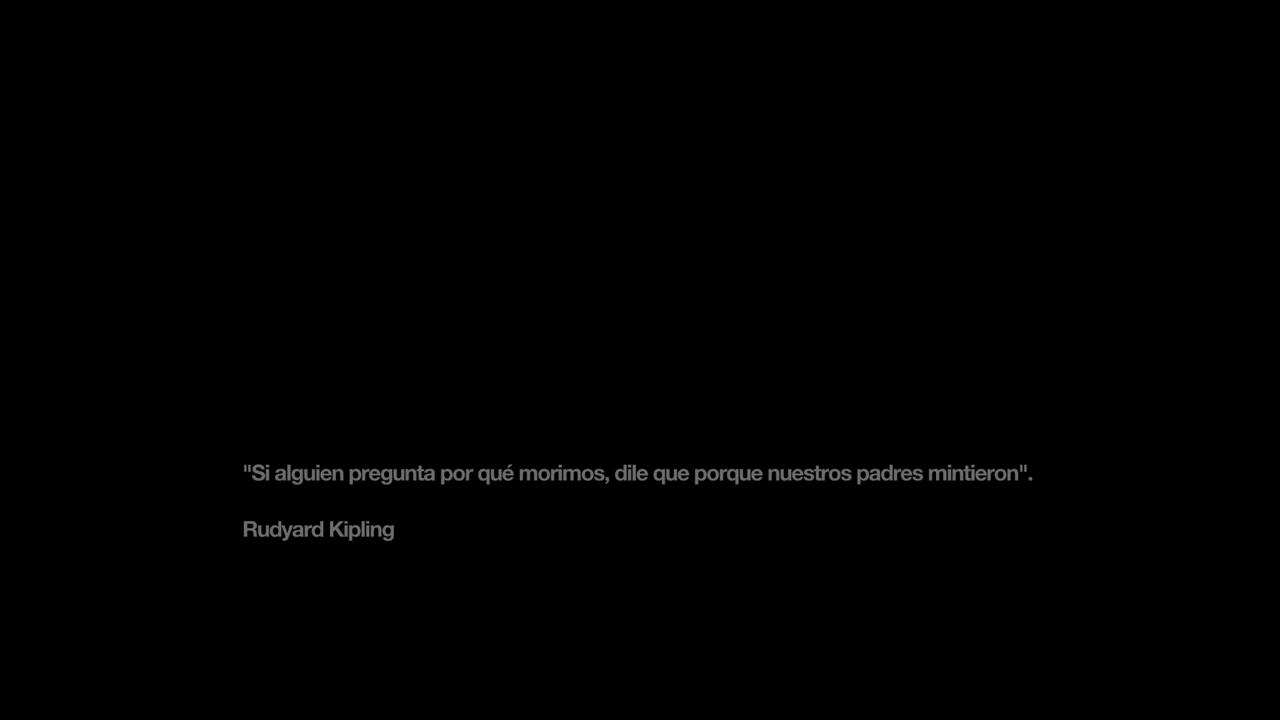 "Si alguien pregunta por qué morimos, dile que porque nuestros padres mintieron".
Rudyard Kipling